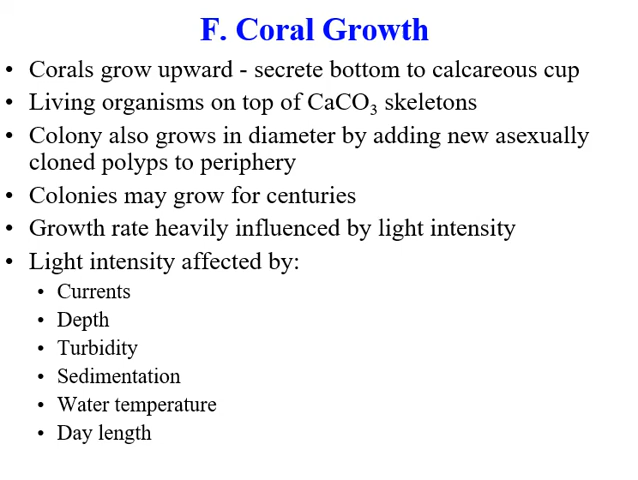 F. Coral Growth
• Corals grow upward - secrete bottom to calcareous cup
• Living organisms on top of CaCO₃ skeletons
• Colony also grows in diameter by adding new asexually
cloned polyps to periphery
• Colonies may grow for centuries
• Growth rate heavily influenced by light intensity
• Light intensity affected by:
• Currents
• Depth
• Turbidity
• Sedimentation
• Water temperature
• Day length